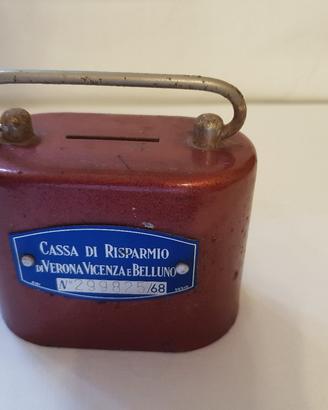 CASSA DI RISPARMIO
DI VERONA VICENZA E BELLUNO
N° 299825/68